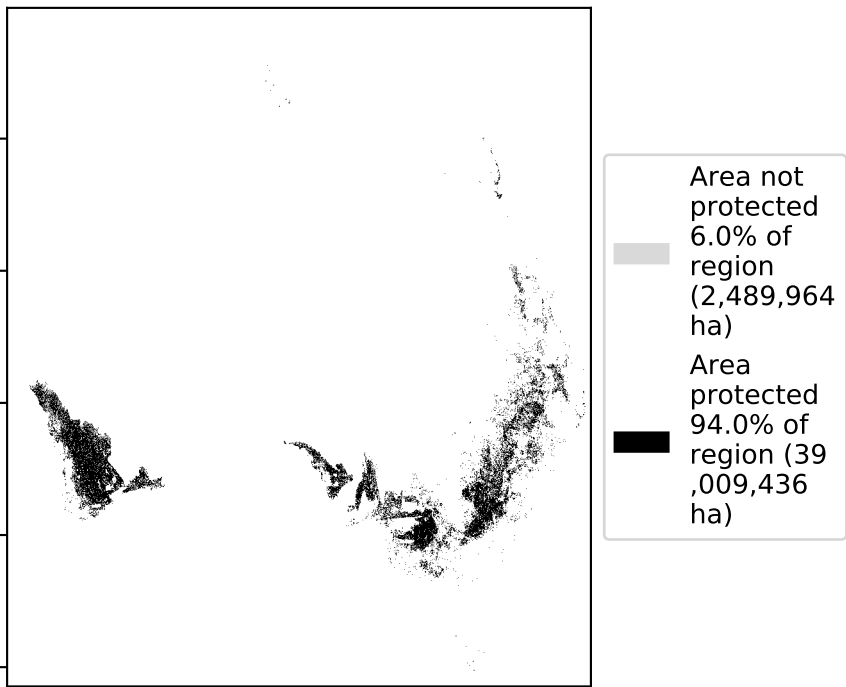 Area not
protected
6.0% of
region
(2,489,964
ha)
Area
protected
94.0% of
region (39
,009,436
ha)